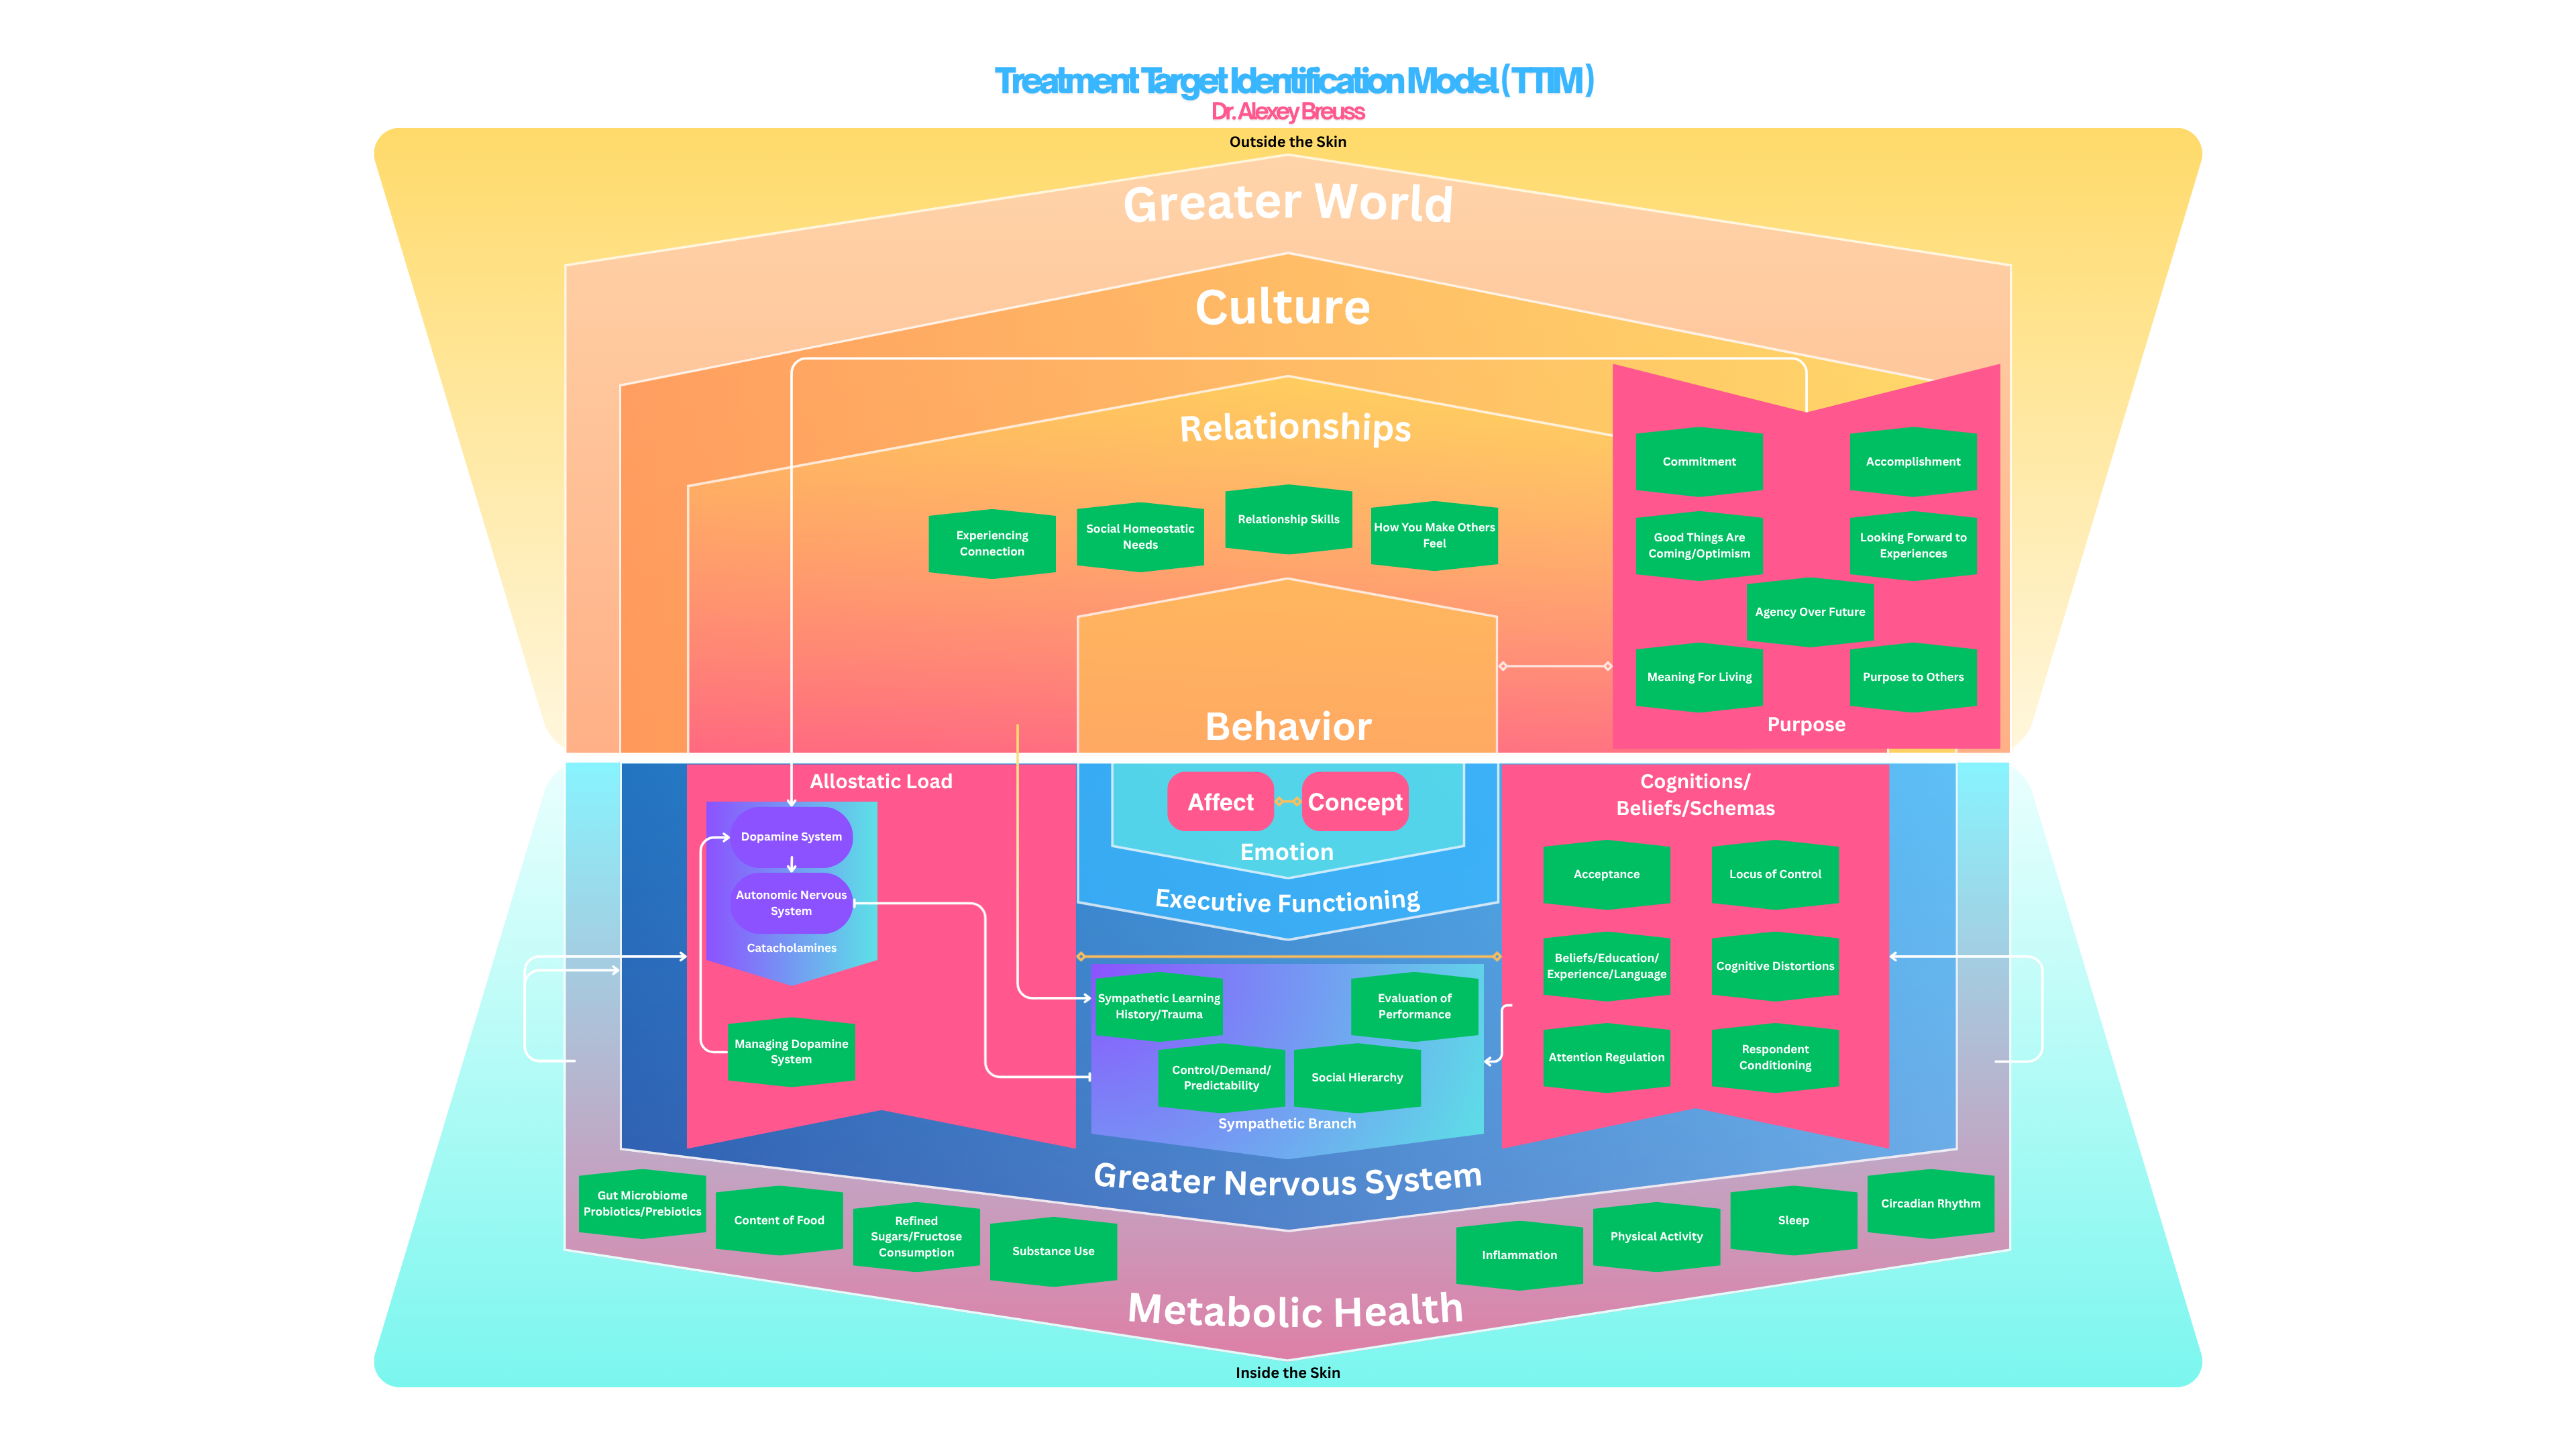 Treatment Target Identification Model (TTIM)
Dr. Alexey Breuss
Outside the Skin
Greater World
Culture
Relationships
Experiencing
Connection
Social Homeostatic
Needs
Relationship Skills
How You Make Others
Feel
Commitment
Accomplishment
Good Things Are
Coming/Optimism
Looking Forward to
Experiences
Agency Over Future
Meaning For Living
Purpose to Others
Purpose
Behavior
Allostatic Load
Dopamine System
Autonomic Nervous
System
Catacholamines
Managing Dopamine
System
Affect
Concept
Emotion
Executive Functioning
Sympathetic Learning
History/Trauma
Evaluation of
Performance
Control/Demand/
Predictability
Social Hierarchy
Sympathetic Branch
Cognitions/
Beliefs/Schemas
Acceptance
Locus of Control
Beliefs/Education/
Experience/Language
Cognitive Distortions
Attention Regulation
Respondent
Conditioning
Greater Nervous System
Gut Microbiome
Probiotics/Prebiotics
Content of Food
Refined
Sugars/Fructose
Consumption
Substance Use
Inflammation
Physical Activity
Sleep
Circadian Rhythm
Metabolic Health
Inside the Skin